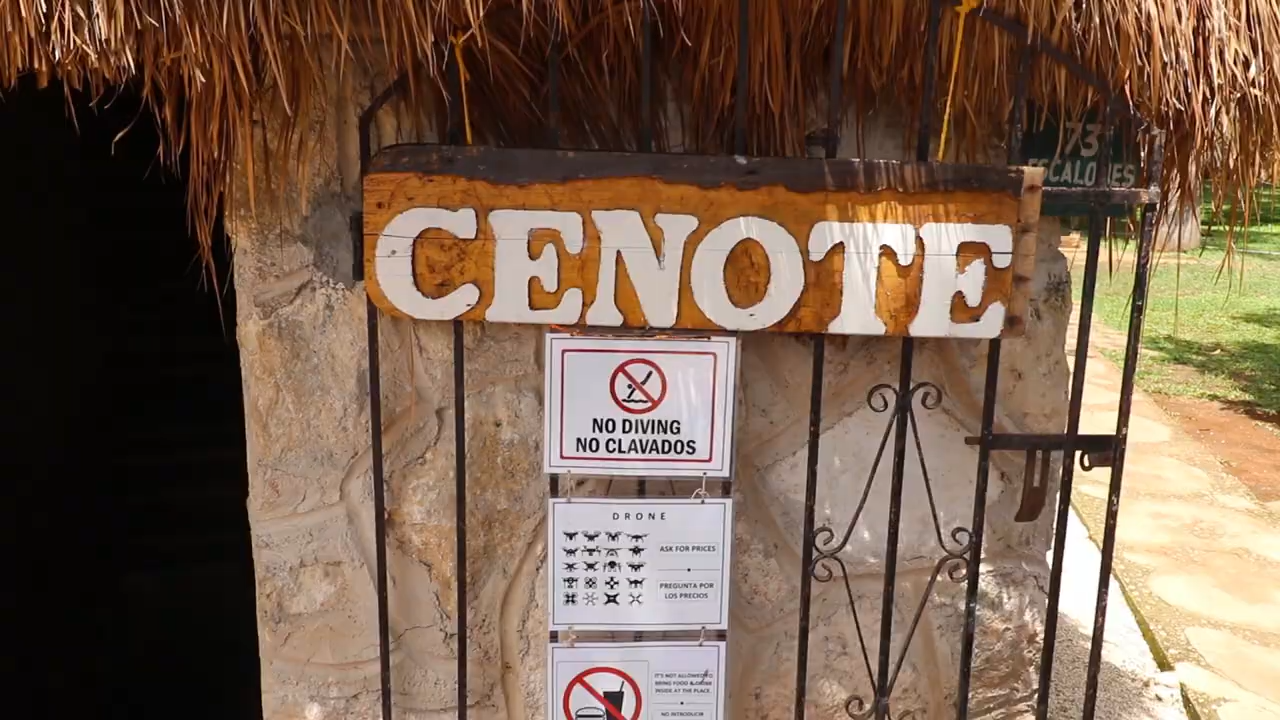 73
ESCALONES
CENOTE
NO DIVING
NO CLAVADOS
DRONE
ASK FOR PRICES
PREGUNTA POR
LOS PRECIOS
IT'S NOT ALLOWED TO
BRING FOOD & DRINK
INSIDE AT THE PLACE.
NO INTRODUCIR